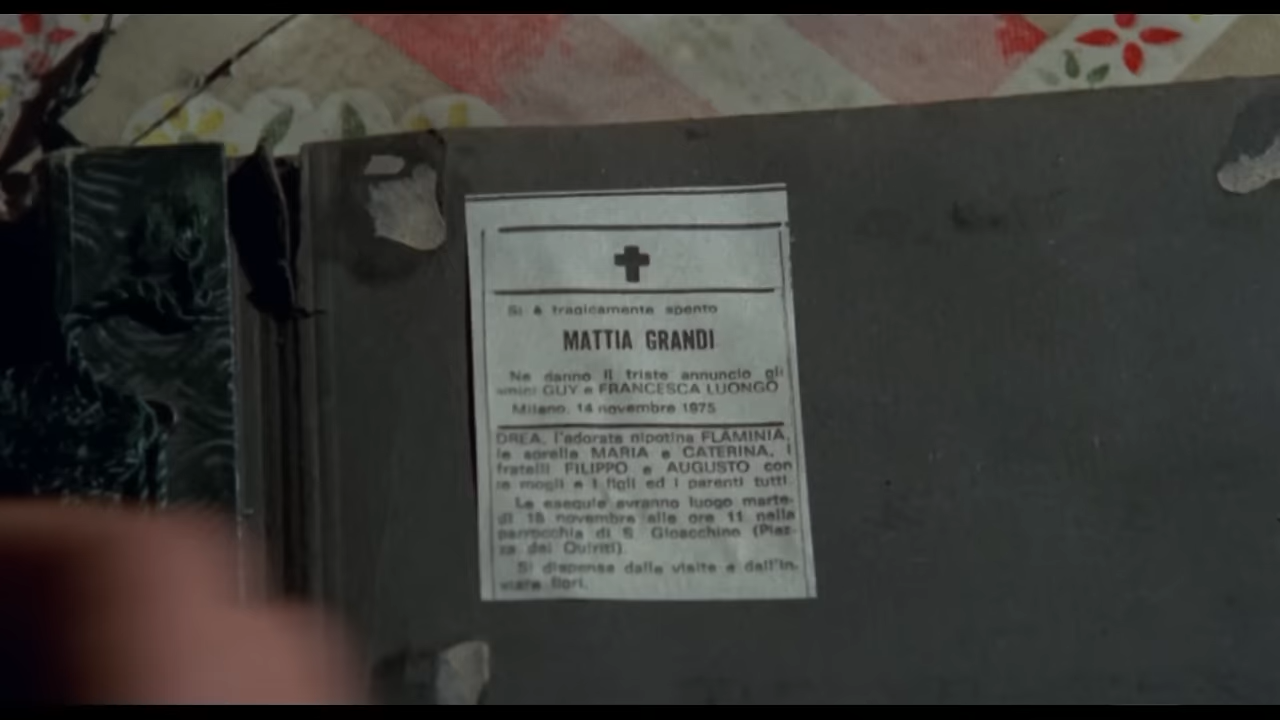 Si è tragicamente spento
MATTIA GRANDI
Ne danno il triste annuncio gli
amici GUY e FRANCESCA LUONGO
Milano, 14 novembre 1975
DREA, l'adorata nipotina FLAMINIA,
le sorelle MARIA e CATERINA, i
fratelli FILIPPO e AUGUSTO con
le mogli e i figli ed i parenti tutti.
Le esequie avranno luogo marte-
dì 18 novembre alle ore 11 nella
parrocchia di S. Gioacchino (Piaz-
za dei Quiriti).
Si dispensa dalle visite e dall'in-
viare fiori.